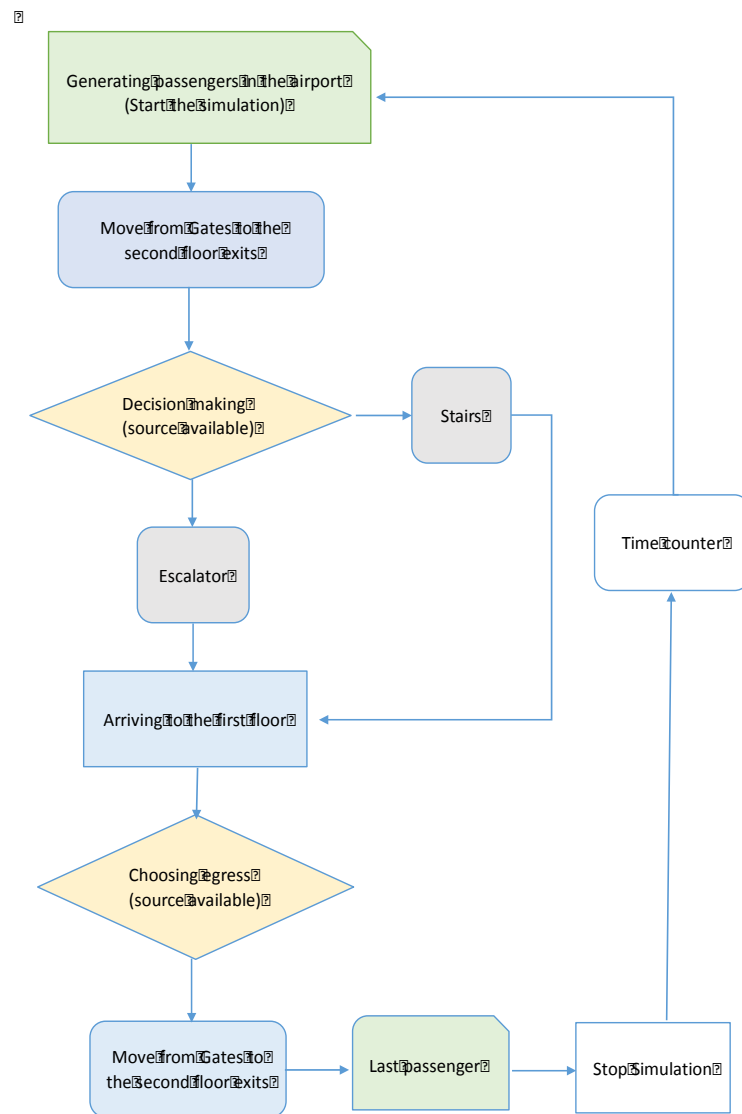 Generating passengers in the airport
(Start the simulation)
Move from Gates to the
second floor exits
Decision making
(source available)
Stairs
Time counter
Escalator
Arriving to the first floor
Choosing egress
(source available)
Move from Gates to
the second floor exits
Last passenger
Stop Simulation